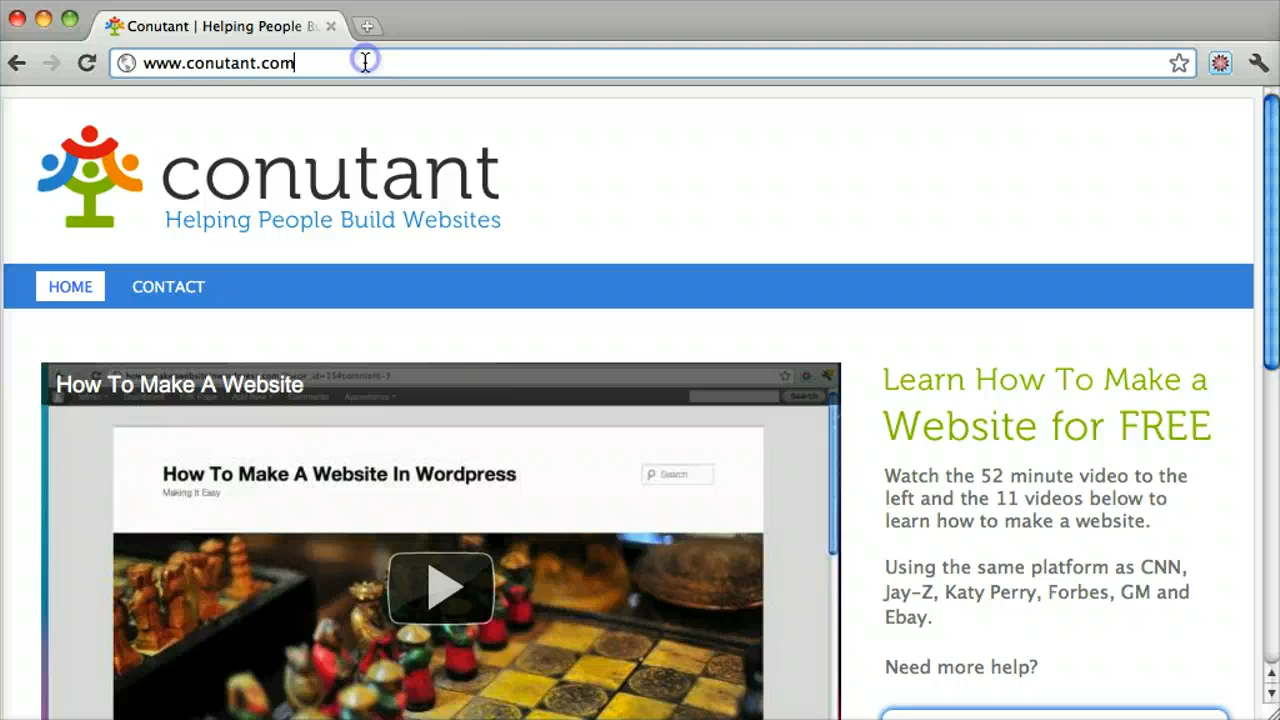 Conutant | Helping People B
www.conutant.com
conutant
Helping People Build Websites
HOME
CONTACT
How To Make A Website
How To Make A Website In Wordpress
Search
Making It Easy
Search
Learn How To Make a
Website for FREE
Watch the 52 minute video to the
left and the 11 videos below to
learn how to make a website.
Using the same platform as CNN,
Jay-Z, Katy Perry, Forbes, GM and
Ebay.
Need more help?